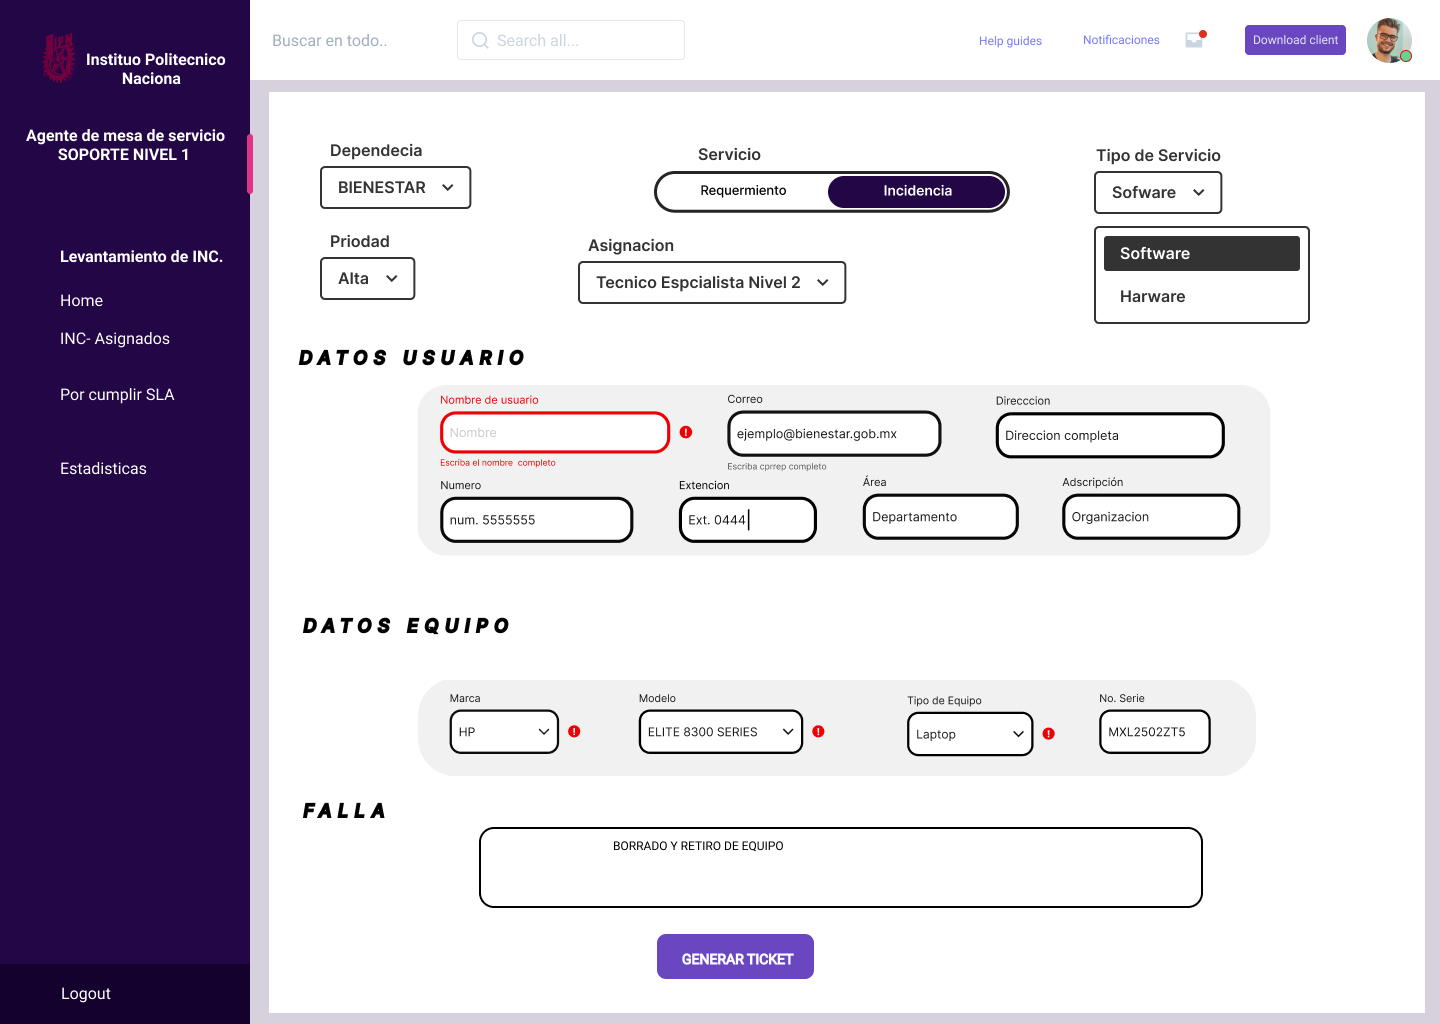 Instituo Politecnico
Naciona
Agente de mesa de servicio
SOPORTE NIVEL 1
Levantamiento de INC.
Home
INC- Asignados
Por cumplir SLA
Estadisticas
Logout
Buscar en todo..
Search all...
Help guides
Notificaciones
Download client
Dependecia
BIENESTAR
Servicio
Requermiento
Incidencia
Tipo de Servicio
Sofware
Software
Harware
Priodad
Alta
Asignacion
Tecnico Espcialista Nivel 2
DATOS USUARIO
Nombre de usuario
Nombre
Escriba el nombre completo
Correo
ejemplo@bienestar.gob.mx
Escriba cprrep completo
Direcccion
Direccion completa
Numero
num. 5555555
Extencion
Ext. 0444
Área
Departamento
Adscripción
Organizacion
DATOS EQUIPO
Marca
HP
Modelo
ELITE 8300 SERIES
Tipo de Equipo
Laptop
No. Serie
MXL2502ZT5
FALLA
BORRADO Y RETIRO DE EQUIPO
GENERAR TICKET